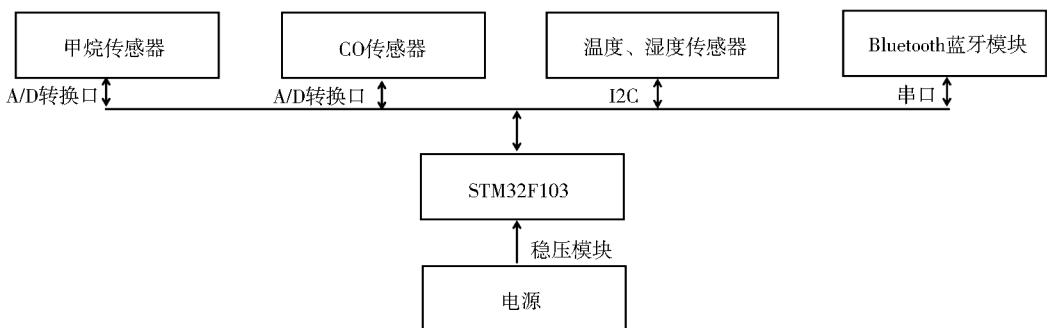 甲烷传感器
CO传感器
温度、湿度传感器
Bluetooth蓝牙模块
A/D转换口
A/D转换口
I2C
串口
STM32F103
稳压模块
电源